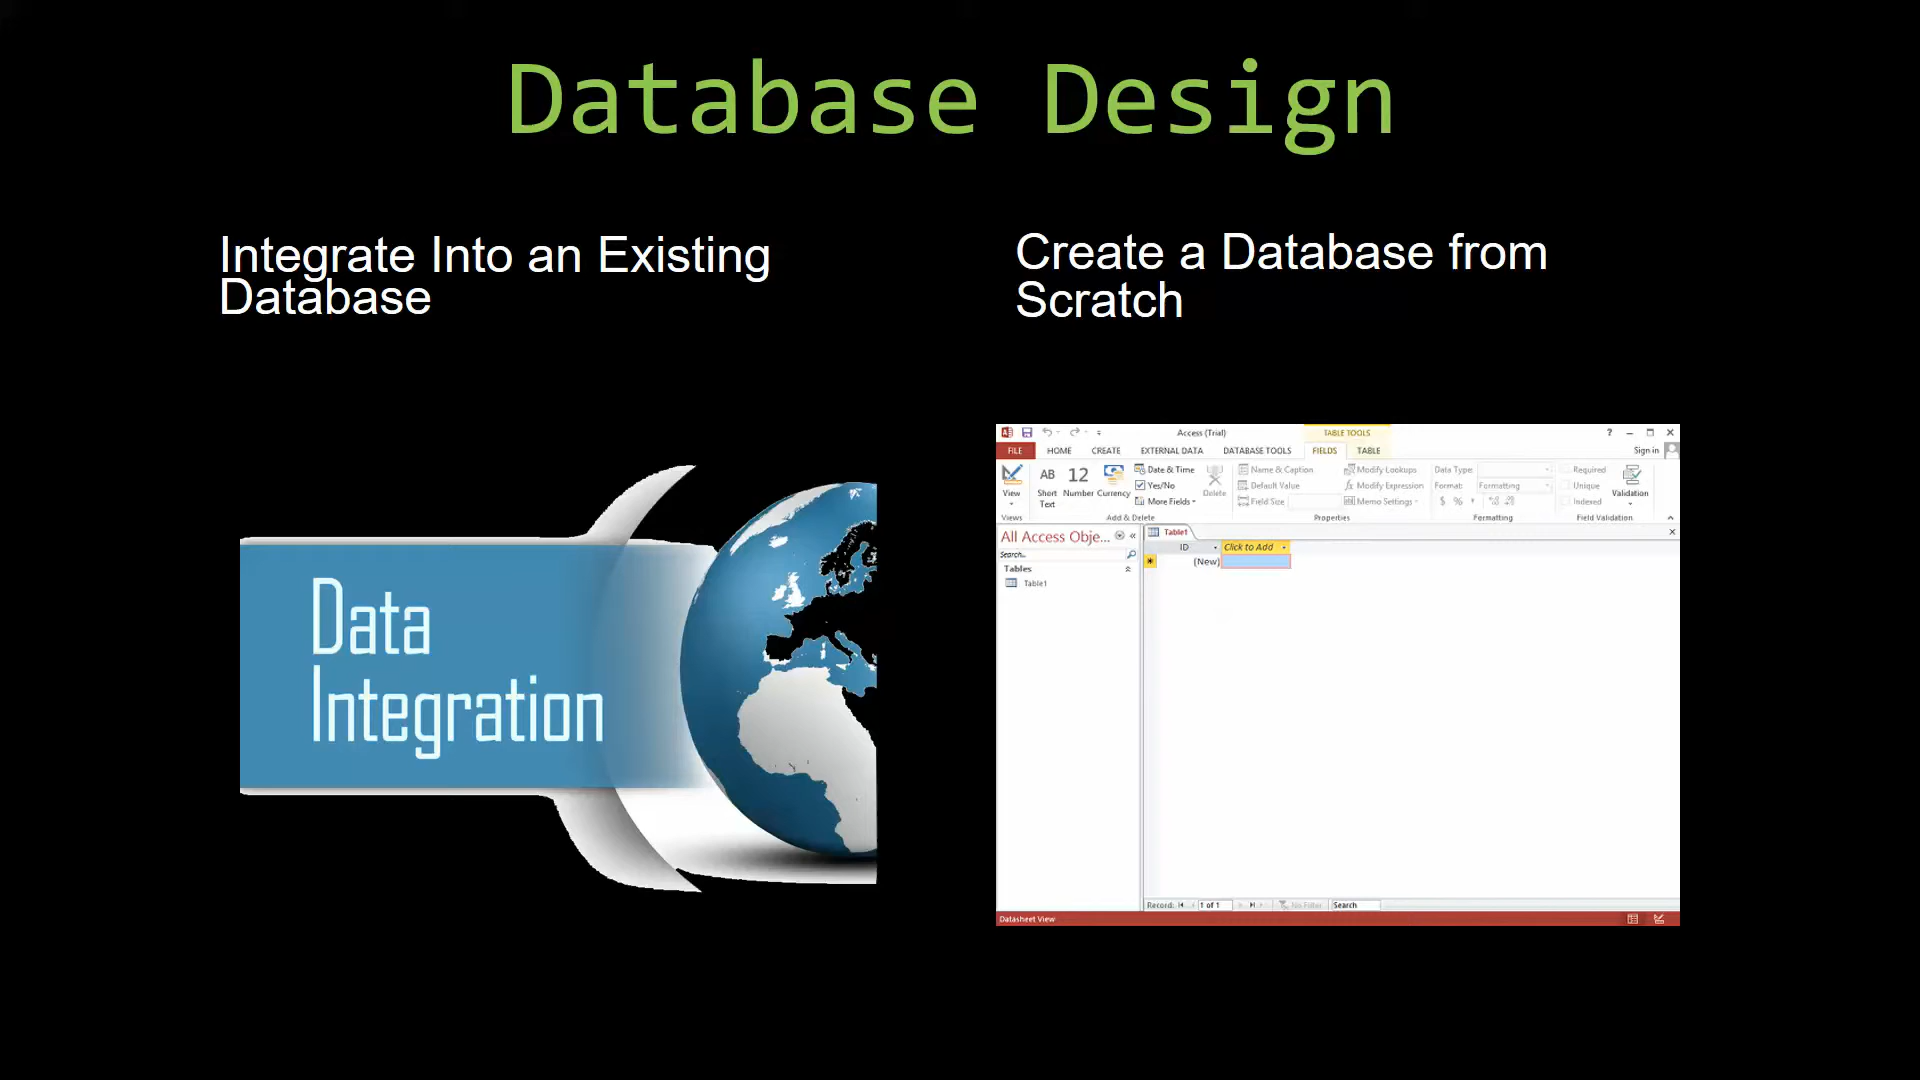 Database Design
Integrate Into an Existing
Database
Create a Database from
Scratch
Data
Integration
Access (Trial)
TABLE TOOLS
?
FILE HOME CREATE EXTERNAL DATA DATABASE TOOLS FIELDS TABLE
Sign in
View
Views
AB
Short
Text
12
Number
Currency
Date & Time
Yes/No
More Fields
Delete
Add & Delete
Name & Caption
Default Value
Field Size
Modify Lookups
Modify Expression
Memo Settings
Properties
Data Type:
Format: Formatting
$ %
Formatting
Required
Unique
Indexed
Validation
Field Validation
All Access Obje...
Search...
Tables
Table1
Table1
ID Click to Add
(New)
Record: 1 of 1 No Filter Search
Datasheet View